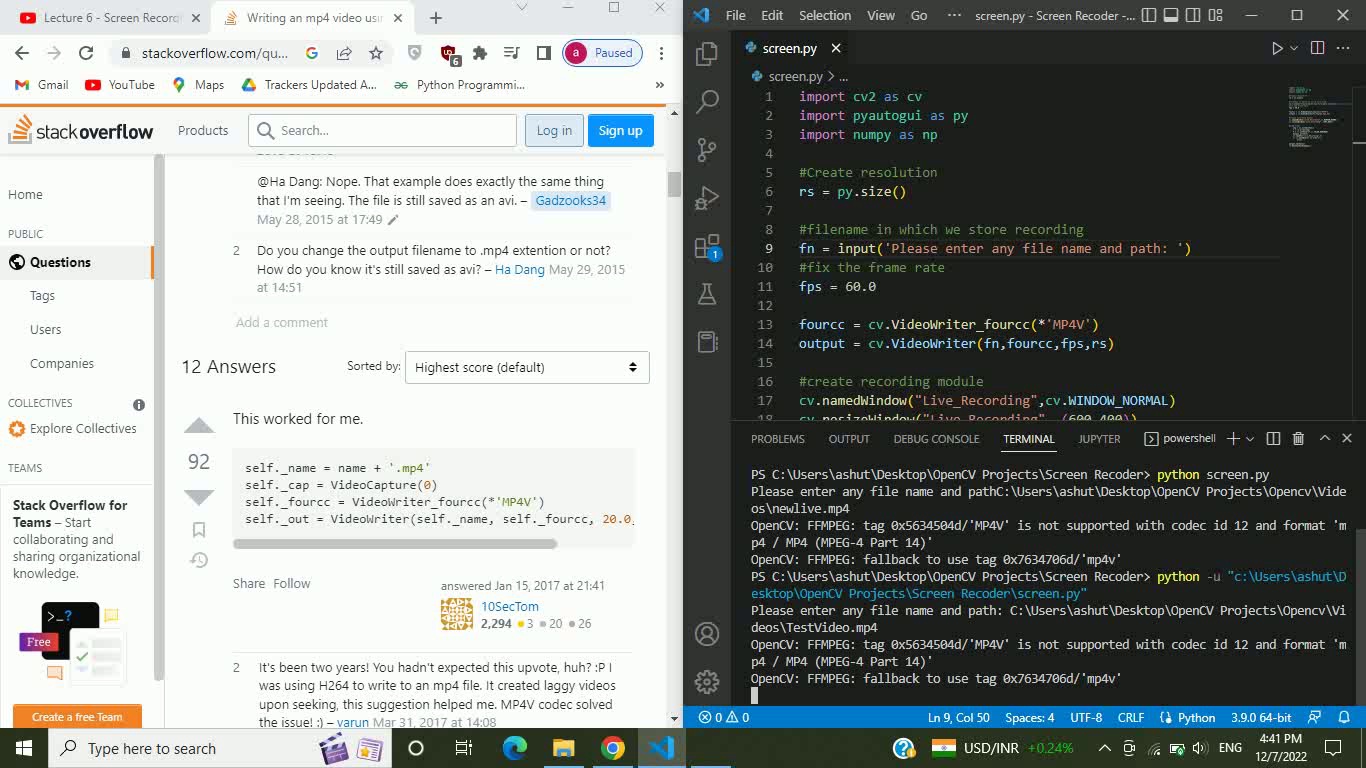 Lecture 6 - Screen Recor
Writing an mp4 video usin
stackoverflow.com/qu...
6
a Paused
Gmail YouTube Maps Trackers Updated A... Python Programmi... »
stackoverflow Products Search... Log in Sign up
Home
PUBLIC
Questions
Tags
Users
Companies
COLLECTIVES
Explore Collectives
TEAMS
Stack Overflow for
Teams – Start
collaborating and
sharing organizational
knowledge.
>_?
Free
Create a free Team
@Ha Dang: Nope. That example does exactly the same thing
that I'm seeing. The file is still saved as an avi. – Gadzooks34
May 28, 2015 at 17:49
2 Do you change the output filename to .mp4 extention or not?
How do you know it's still saved as avi? – Ha Dang May 29, 2015
at 14:51
Add a comment
12 Answers Sorted by: Highest score (default)
This worked for me.
92
self._name = name + '.mp4'
self._cap = VideoCapture(0)
self._fourcc = VideoWriter_fourcc(*'MP4V')
self._out = VideoWriter(self._name, self._fourcc, 20.0,
Share Follow
answered Jan 15, 2017 at 21:41
10SecTom
2,294 3 20 26
2 It's been two years! You hadn't expected this upvote, huh? :P I
was using H264 to write to an mp4 file. It created laggy videos
upon seeking, this suggestion helped me. MP4V codec solved
the issue! :) – varun Mar 31, 2017 at 14:08
File Edit Selection View Go ··· screen.py - Screen Recoder -...
screen.py
screen.py > ...
1
1 import cv2 as cv
2 import pyautogui as py
3 import numpy as np
4
5 #Create resolution
6 rs = py.size()
7
8 #filename in which we store recording
9 fn = input('Please enter any file name and path: ')
10 #fix the frame rate
11 fps = 60.0
12
13 fourcc = cv.VideoWriter_fourcc(*'MP4V')
14 output = cv.VideoWriter(fn,fourcc,fps,rs)
15
16 #create recording module
17 cv.namedWindow("Live_Recording",cv.WINDOW_NORMAL)
18 cv.resizeWindow("Live_Recording", (600,400))
PROBLEMS OUTPUT DEBUG CONSOLE TERMINAL JUPYTER powershell
PS C:\Users\ashut\Desktop\OpenCV Projects\Screen Recoder> python screen.py
Please enter any file name and pathC:\Users\ashut\Desktop\OpenCV Projects\Opencv\Vide
os\newlive.mp4
OpenCV: FFMPEG: tag 0x5634504d/'MP4V' is not supported with codec id 12 and format 'm
p4 / MP4 (MPEG-4 Part 14)'
OpenCV: FFMPEG: fallback to use tag 0x7634706d/'mp4v'
PS C:\Users\ashut\Desktop\OpenCV Projects\Screen Recoder> python -u "c:\Users\ashut\D
esktop\OpenCV Projects\Screen Recoder\screen.py"
Please enter any file name and path: C:\Users\ashut\Desktop\OpenCV Projects\Opencv\Vi
deos\TestVideo.mp4
OpenCV: FFMPEG: tag 0x5634504d/'MP4V' is not supported with codec id 12 and format 'm
p4 / MP4 (MPEG-4 Part 14)'
OpenCV: FFMPEG: fallback to use tag 0x7634706d/'mp4v'
0 0 Ln 9, Col 50 Spaces: 4 UTF-8 CRLF Python 3.9.0 64-bit
Type here to search USD/INR +0.24% ENG 4:41 PM
12/7/2022